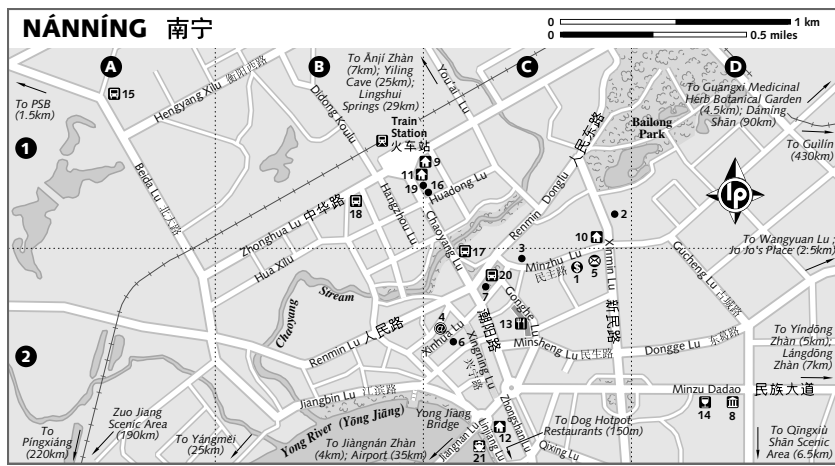 NÁNNÍNG 南宁
0 1 km
0 0.5 miles
A
B
C
D
1
2
To PSB
(1.5km)
15
Hengyang Xilu 衡阳西路
Beida Lu 北大路
Didong Koulu
To Ānjí Zhàn
(7km); Yiling
Cave (25km);
Lingshui
Springs (29km)
You'ai Lu
Train
Station
火车站
9
11
19
16
Huadong Lu
18
Hangzhou Lu
Chaoyang Lu
Zhonghua Lu 中华路
Hua Xilu
Renmin Donglu 人民东路
Bailong
Park
To Guangxi Medicinal
Herb Botanical Garden
(4.5km); Dàmíng
Shān (90km)
To Guìlín
(430km)
2
10
17
3
Minzhu Lu
民主路
1
5
Xinmin Lu
新民路
Gucheng Lu 古城路
To Wangyuan Lu ;
Jo Jo's Place (2.5km)
20
7
Gonghe Lu
Chaoyang
Stream
Renmin Lu 人民路
4
Xinhua Lu
6
朝阳路
13
Xingning Lu
兴宁路
Minsheng Lu 民生路
Dongge Lu 东葛路
To Yíndōng
Zhàn (5km);
Lángdōng
Zhàn (7km)
Minzu Dadao 民族大道
14
8
Jiangbin Lu 江滨路
Yong River (Yōng Jiāng)
Yong Jiang
Bridge
Zhongshan Lu
To Dog Hotpot
Restaurants (150m)
12
21
Jiangnan Lu
Linjiang Lu
Qixing Lu
To
Píngxiáng
(220km)
Zuo Jiang
Scenic Area
(190km)
To Yángměi
(25km)
To Jiāngnán Zhàn
(4km); Airport (35km)
To Qīngxiù
Shān Scenic
Area (6.5km)
lp